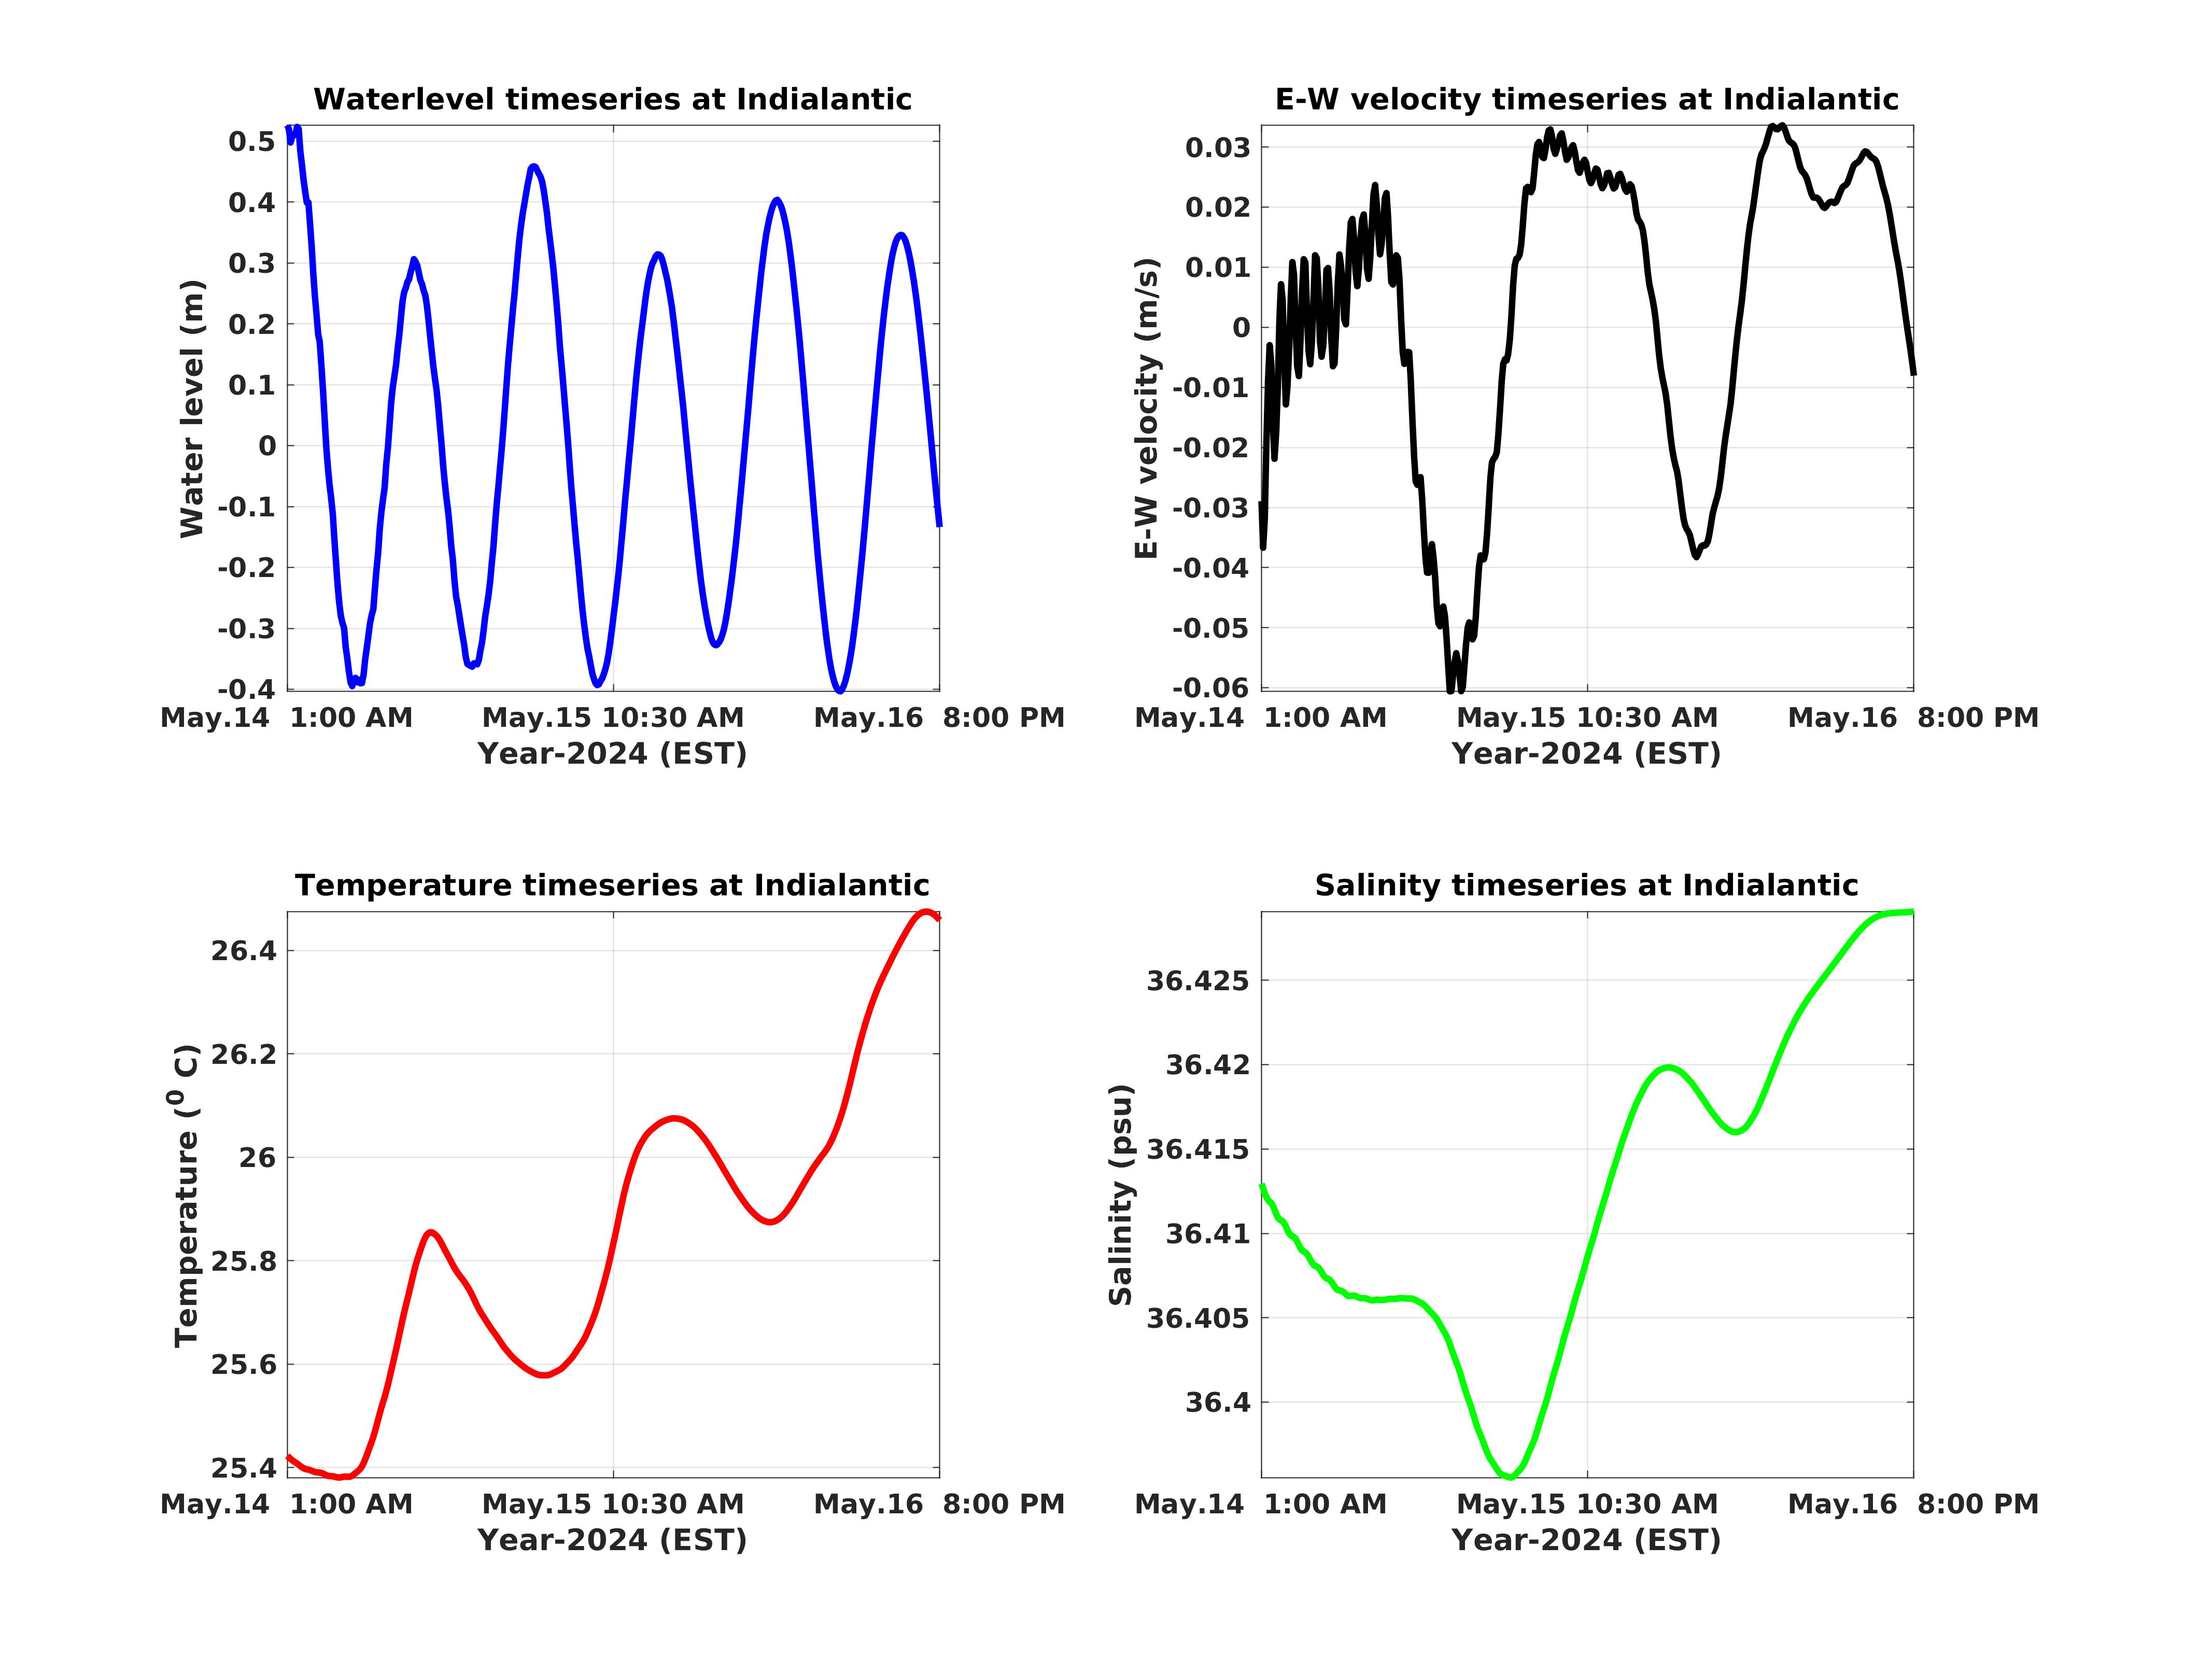 Waterlevel timeseries at Indialantic
Water level (m)
0.5
0.4
0.3
0.2
0.1
0
-0.1
-0.2
-0.3
-0.4
May.14 1:00 AM May.15 10:30 AM May.16 8:00 PM
Year-2024 (EST)
E-W velocity timeseries at Indialantic
E-W velocity (m/s)
0.03
0.02
0.01
0
-0.01
-0.02
-0.03
-0.04
-0.05
-0.06
May.14 1:00 AM May.15 10:30 AM May.16 8:00 PM
Year-2024 (EST)
Temperature timeseries at Indialantic
Temperature (⁰ C)
26.4
26.2
26
25.8
25.6
25.4
May.14 1:00 AM May.15 10:30 AM May.16 8:00 PM
Year-2024 (EST)
Salinity timeseries at Indialantic
Salinity (psu)
36.425
36.42
36.415
36.41
36.405
36.4
May.14 1:00 AM May.15 10:30 AM May.16 8:00 PM
Year-2024 (EST)